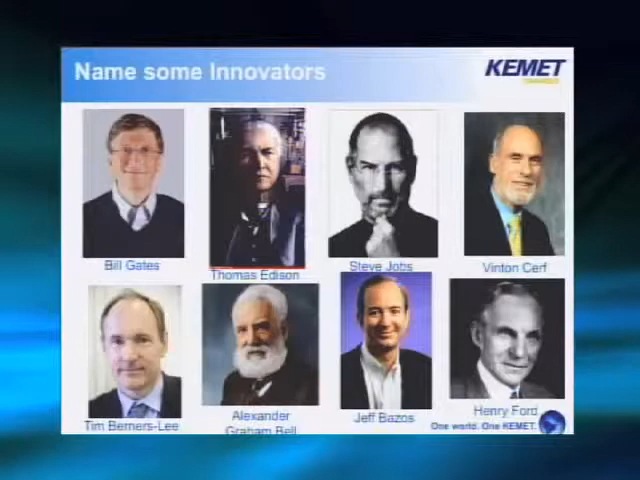 Name some Innovators
KEMET
Bill Gates
Thomas Edison
Steve Jobs
Vinton Cerf
Tim Berners-Lee
Alexander
Graham Bell
Jeff Bazos
Henry Ford
One world. One KEMET.